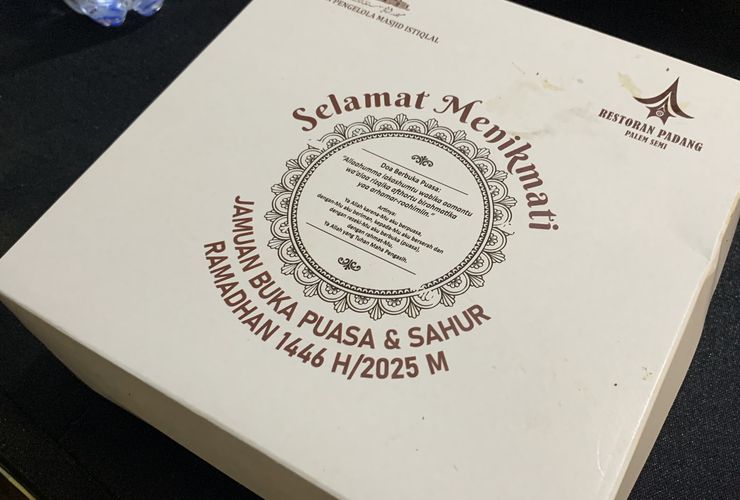 PENGELOLA MASJID ISTIQLAL
RESTORAN PADANG
PALEM SEMI
Selamat Menikmati
Doa Berbuka Puasa:
"Allaahumma lakashumtu wabika aamantu
wa'alaa rizqika afthortu birahmatika
yaa arhamar-roohimiin."
Artinya:
Ya Allah karena-Mu aku berpuasa,
dengan-Mu aku beriman, kepada-Mu aku berserah dan
dengan rezeki-Mu aku berbuka (puasa),
dengan rahmat-Mu,
Ya Allah yang Tuhan Maha Pengasih.
JAMUAN BUKA PUASA & SAHUR
RAMADHAN 1446 H/2025 M